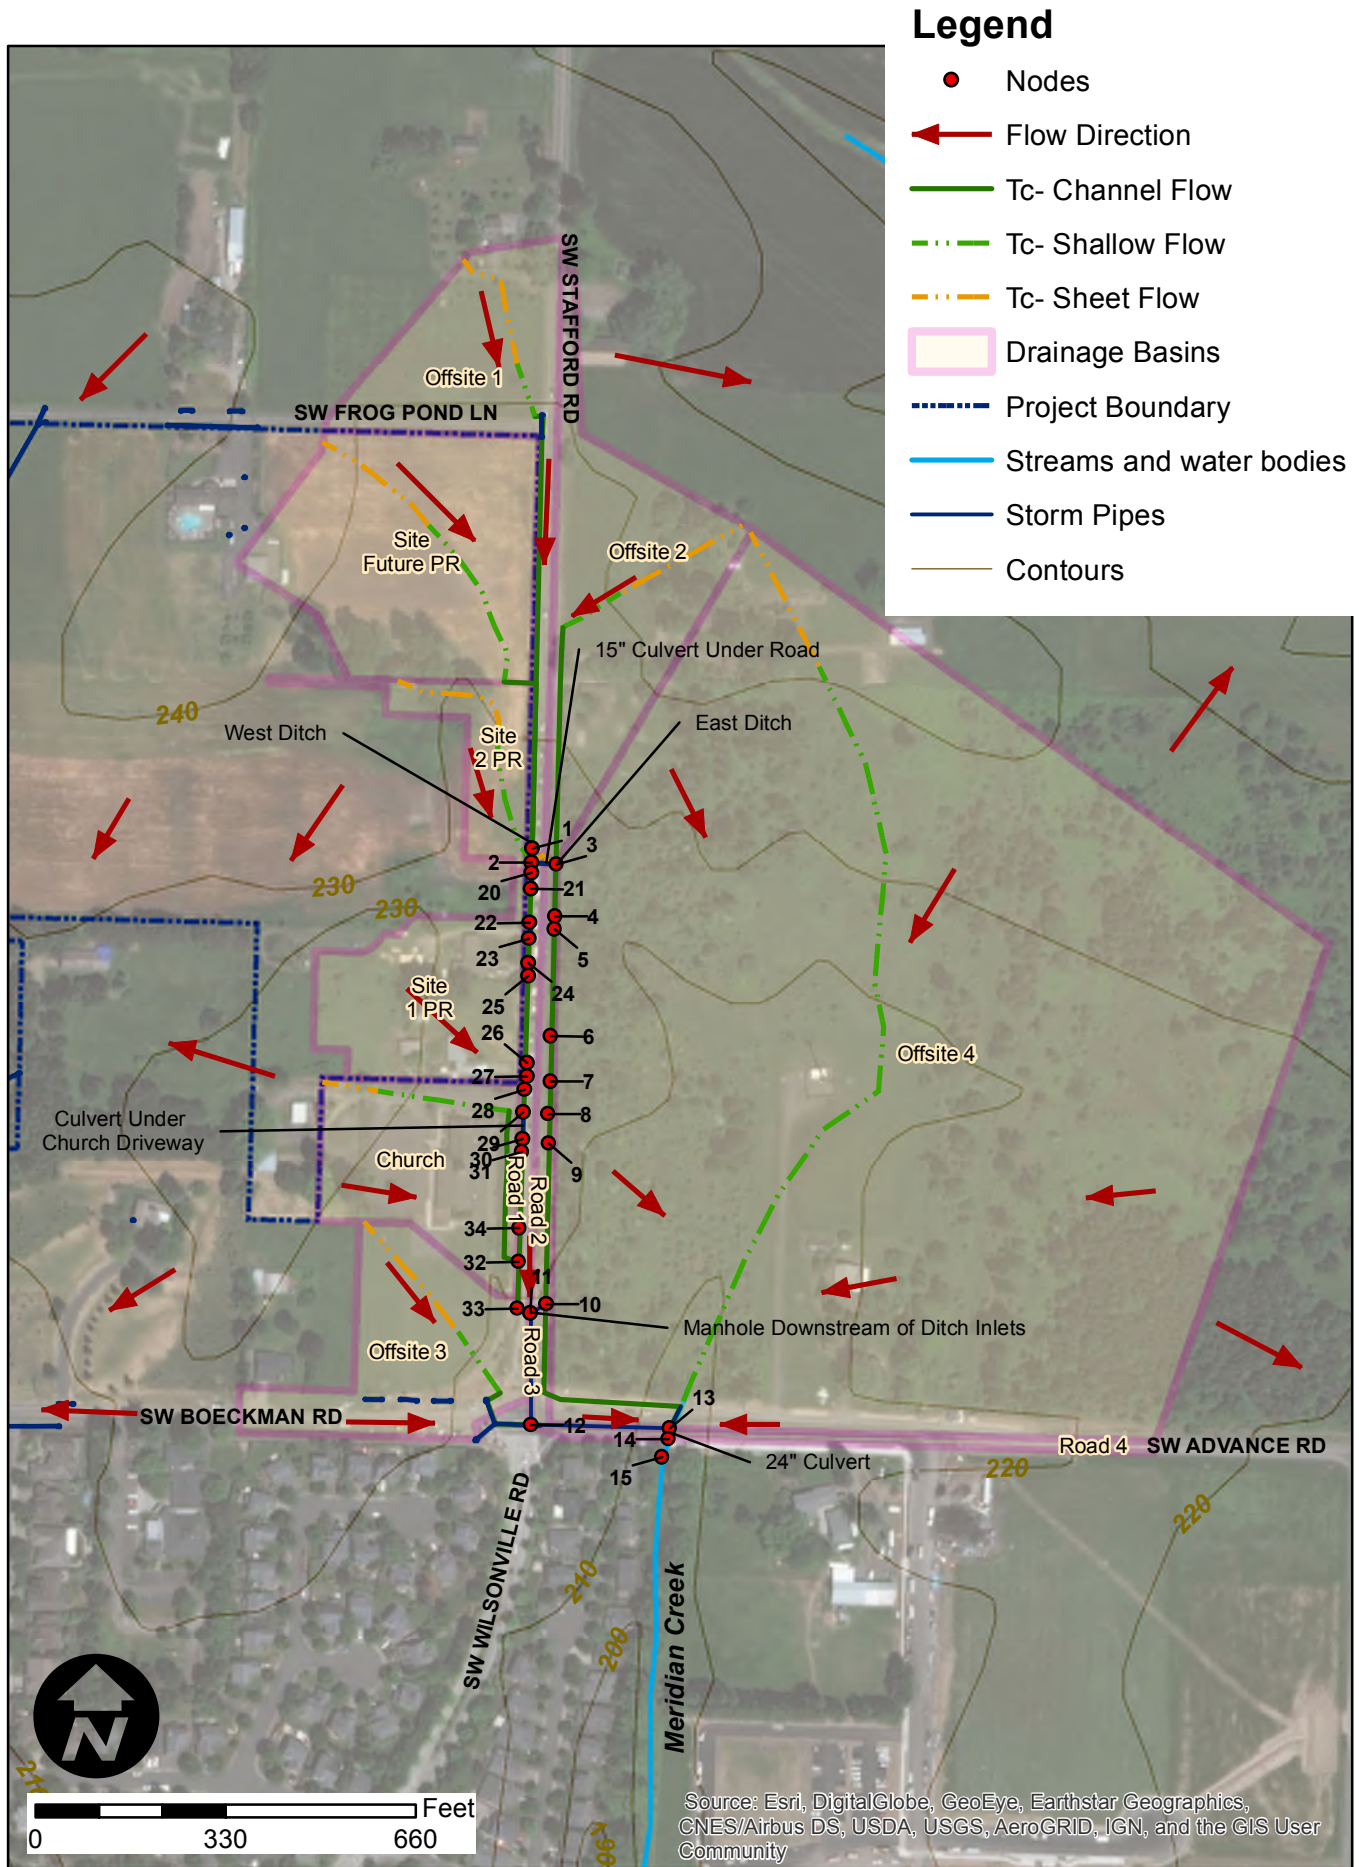 Legend
Nodes
Flow Direction
Tc- Channel Flow
Tc- Shallow Flow
Tc- Sheet Flow
Drainage Basins
Project Boundary
Streams and water bodies
Storm Pipes
Contours
SW STAFFORD RD
Offsite 1
SW FROG POND LN
Site
Future PR
Offsite 2
15" Culvert Under Road
240
West Ditch
East Ditch
Site
2 PR
1
3
2
20
21
230
230
22
4
23
5
24
25
Site
1 PR
26
6
Offsite 4
27
7
28
8
Culvert Under
Church Driveway
29
30
31
9
Church
Road 1
Road 2
34
32
11
33
10
Manhole Downstream of Ditch Inlets
Offsite 3
Road 3
13
SW BOECKMAN RD
12
14
Road 4
SW ADVANCE RD
15
24" Culvert
220
220
SW WILSONVILLE RD
210
200
Meridian Creek
N
210
190
Feet
0
330
660
Source: Esri, DigitalGlobe, GeoEye, Earthstar Geographics,
CNES/Airbus DS, USDA, USGS, AeroGRID, IGN, and the GIS User
Community